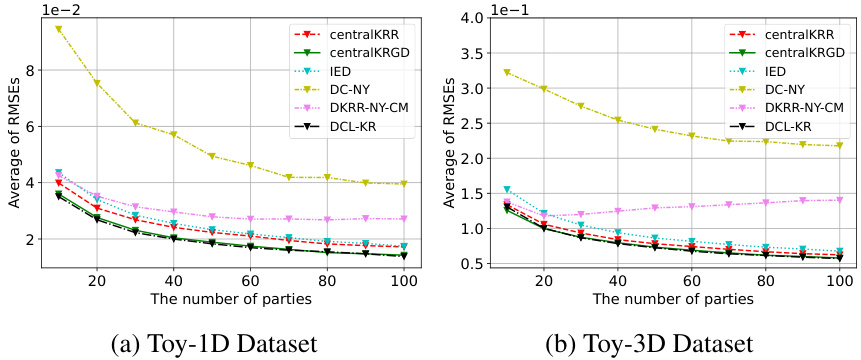 1e−2
8
6
4
2
Average of RMSEs
20
40
60
80
100
The number of parties
centralKRR
centralKRGD
IED
DC-NY
DKRR-NY-CM
DCL-KR
(a) Toy-1D Dataset
1e−1
4.0
3.5
3.0
2.5
2.0
1.5
1.0
0.5
Average of RMSEs
20
40
60
80
100
The number of parties
centralKRR
centralKRGD
IED
DC-NY
DKRR-NY-CM
DCL-KR
(b) Toy-3D Dataset